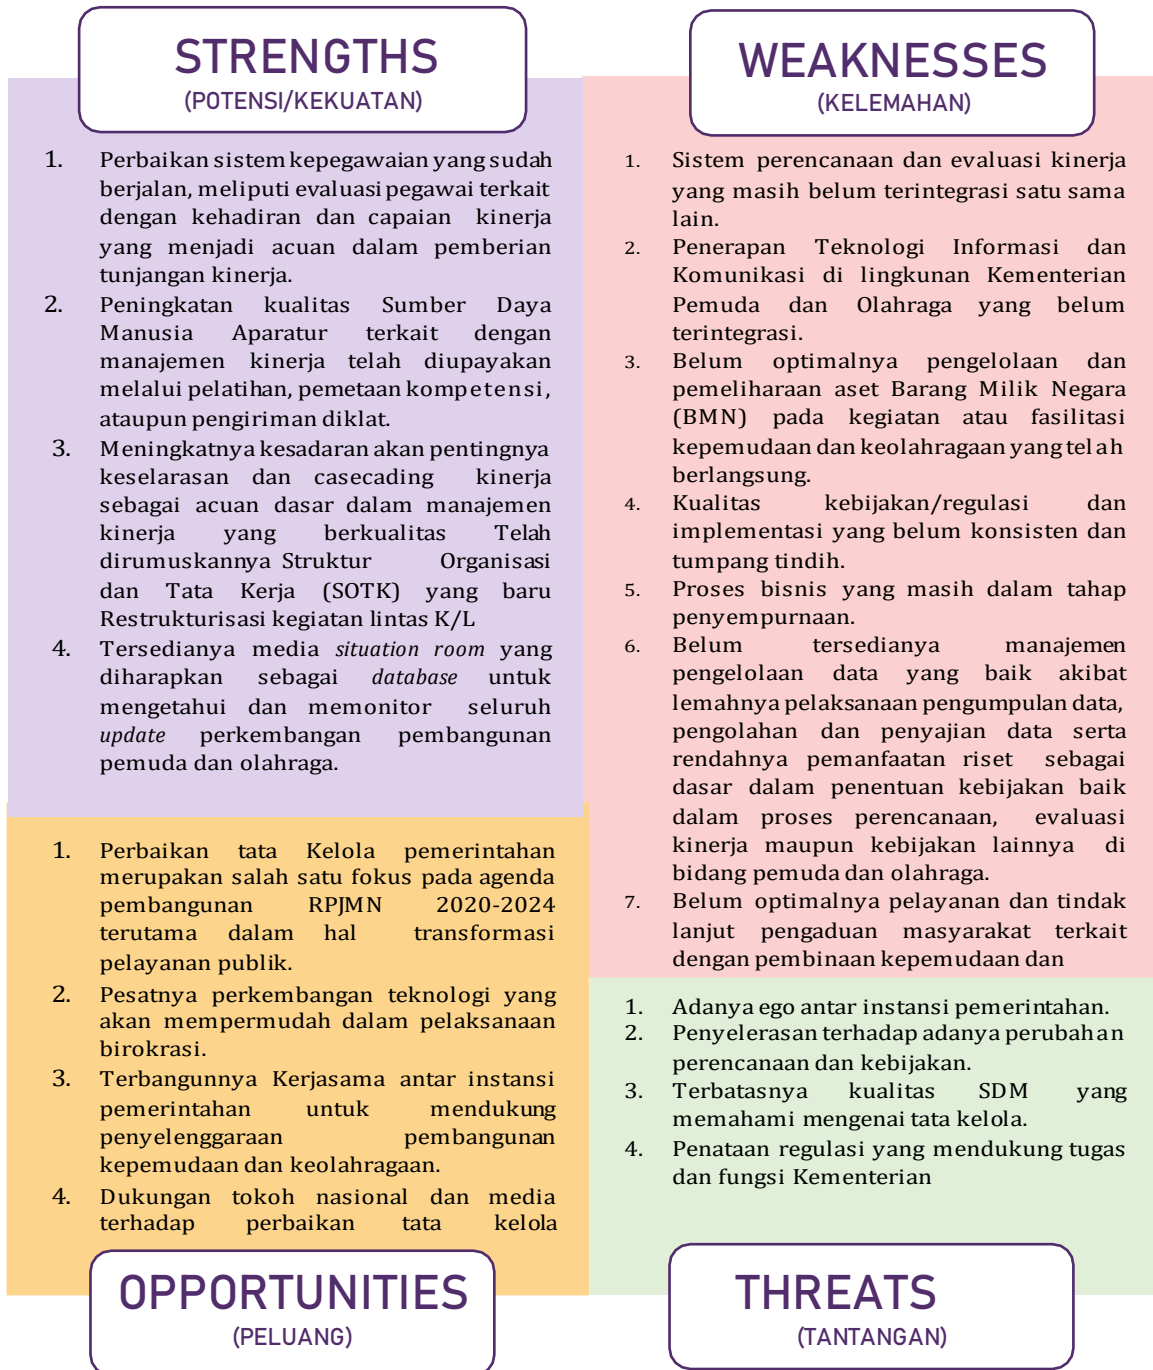 STRENGTHS
(POTENSI/KEKUATAN)
1. Perbaikan sistem kepegawaian yang sudah
berjalan, meliputi evaluasi pegawai terkait
dengan kehadiran dan capaian kinerja
yang menjadi acuan dalam pemberian
tunjangan kinerja.
2. Peningkatan kualitas Sumber Daya
Manusia Aparatur terkait dengan
manajemen kinerja telah diupayakan
melalui pelatihan, pemetaan kompetensi,
ataupun pengiriman diklat.
3. Meningkatnya kesadaran akan pentingnya
keselarasan dan casecading kinerja
sebagai acuan dasar dalam manajemen
kinerja yang berkualitas Telah
dirumuskannya Struktur Organisasi
dan Tata Kerja (SOTK) yang baru
Restrukturisasi kegiatan lintas K/L
4. Tersedianya media situation room yang
diharapkan sebagai database untuk
mengetahui dan memonitor seluruh
update perkembangan pembangunan
pemuda dan olahraga.
WEAKNESSES
(KELEMAHAN)
1. Sistem perencanaan dan evaluasi kinerja
yang masih belum terintegrasi satu sama
lain.
2. Penerapan Teknologi Informasi dan
Komunikasi di lingkunan Kementerian
Pemuda dan Olahraga yang belum
terintegrasi.
3. Belum optimalnya pengelolaan dan
pemeliharaan aset Barang Milik Negara
(BMN) pada kegiatan atau fasilitasi
kepemudaan dan keolahragaan yang telah
berlangsung.
4. Kualitas kebijakan/regulasi dan
implementasi yang belum konsisten dan
tumpang tindih.
5. Proses bisnis yang masih dalam tahap
penyempurnaan.
6. Belum tersedianya manajemen
pengelolaan data yang baik akibat
lemahnya pelaksanaan pengumpulan data,
pengolahan dan penyajian data serta
rendahnya pemanfaatan riset sebagai
dasar dalam penentuan kebijakan baik
dalam proses perencanaan, evaluasi
kinerja maupun kebijakan lainnya di
bidang pemuda dan olahraga.
7. Belum optimalnya pelayanan dan tindak
lanjut pengaduan masyarakat terkait
dengan pembinaan kepemudaan dan
1. Perbaikan tata Kelola pemerintahan
merupakan salah satu fokus pada agenda
pembangunan RPJMN 2020-2024
terutama dalam hal transformasi
pelayanan publik.
2. Pesatnya perkembangan teknologi yang
akan mempermudah dalam pelaksanaan
birokrasi.
3. Terbangunnya Kerjasama antar instansi
pemerintahan untuk mendukung
penyelenggaraan pembangunan
kepemudaan dan keolahragaan.
4. Dukungan tokoh nasional dan media
terhadap perbaikan tata kelola
OPPORTUNITIES
(PELUANG)
1. Adanya ego antar instansi pemerintahan.
2. Penyelerasan terhadap adanya perubahan
perencanaan dan kebijakan.
3. Terbatasnya kualitas SDM yang
memahami mengenai tata kelola.
4. Penataan regulasi yang mendukung tugas
dan fungsi Kementerian
THREATS
(TANTANGAN)